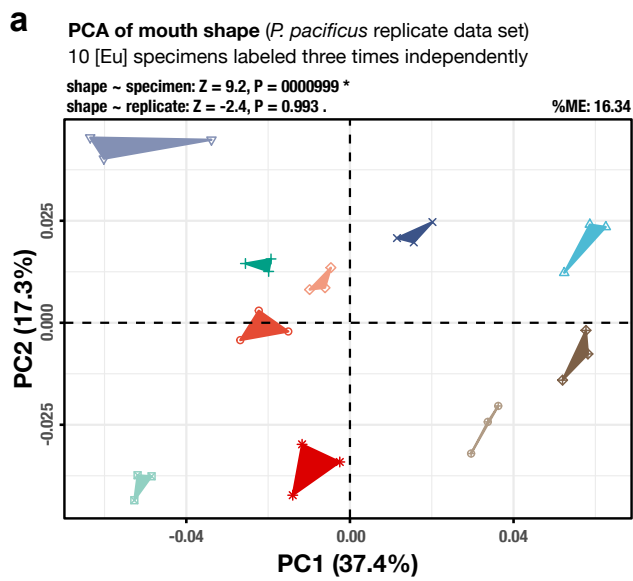 a
PCA of mouth shape (P. pacificus replicate data set)
10 [Eu] specimens labeled three times independently
shape ~ specimen: Z = 9.2, P = 0000999 *
shape ~ replicate: Z = -2.4, P = 0.993 .
%ME: 16.34
PC2 (17.3%)
0.025
0.000
-0.025
-0.04
0.00
0.04
PC1 (37.4%)